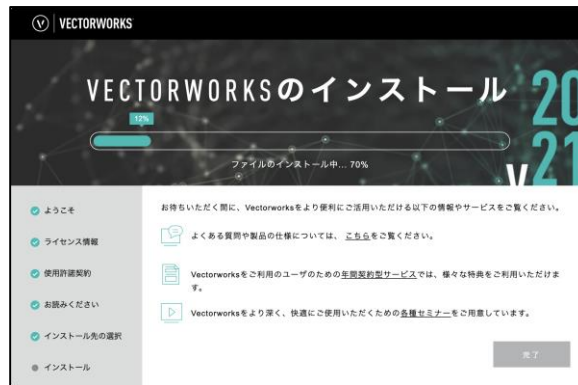 VECTORWORKS
VECTORWORKSのインストール
12%
ファイルのインストール中... 70%
2021
ようこそ
ライセンス情報
使用許諾契約
お読みください
インストール先の選択
インストール
お待ちいただく間に、Vectorworksをより便利にご活用いただける以下の情報やサービスをご覧ください。
よくある質問や製品の仕様については、 こちらをご覧ください。
Vectorworksをご利用のユーザのための年間契約型サービスでは、様々な特典をご利用いただけま
す。
Vectorworksをより深く、快適にご使用いただくための各種セミナーをご用意しています。
完了